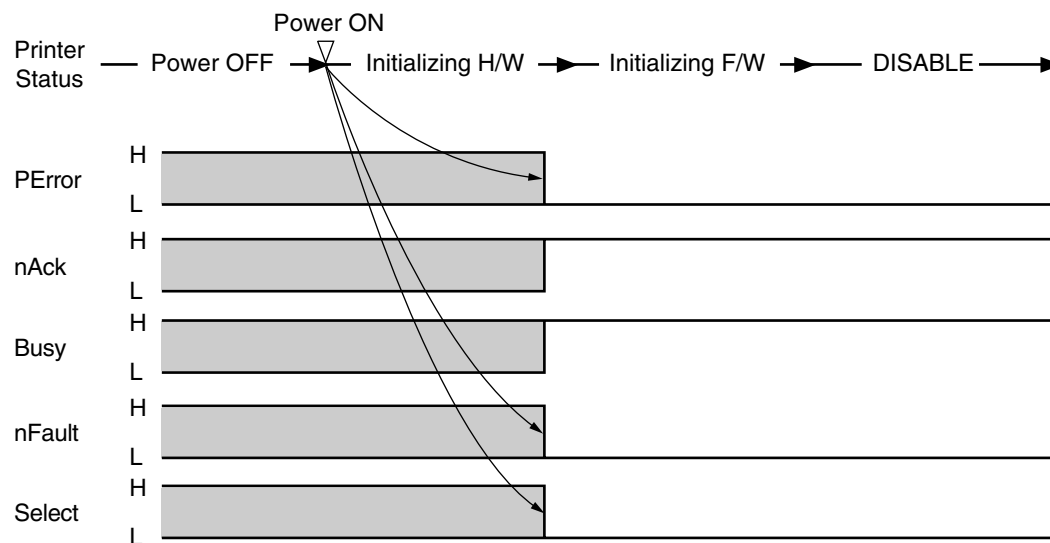 Power ON
Printer
Status
Power OFF
Initializing H/W
Initializing F/W
DISABLE
H
PError
L
H
nAck
L
H
Busy
L
H
nFault
L
H
Select
L